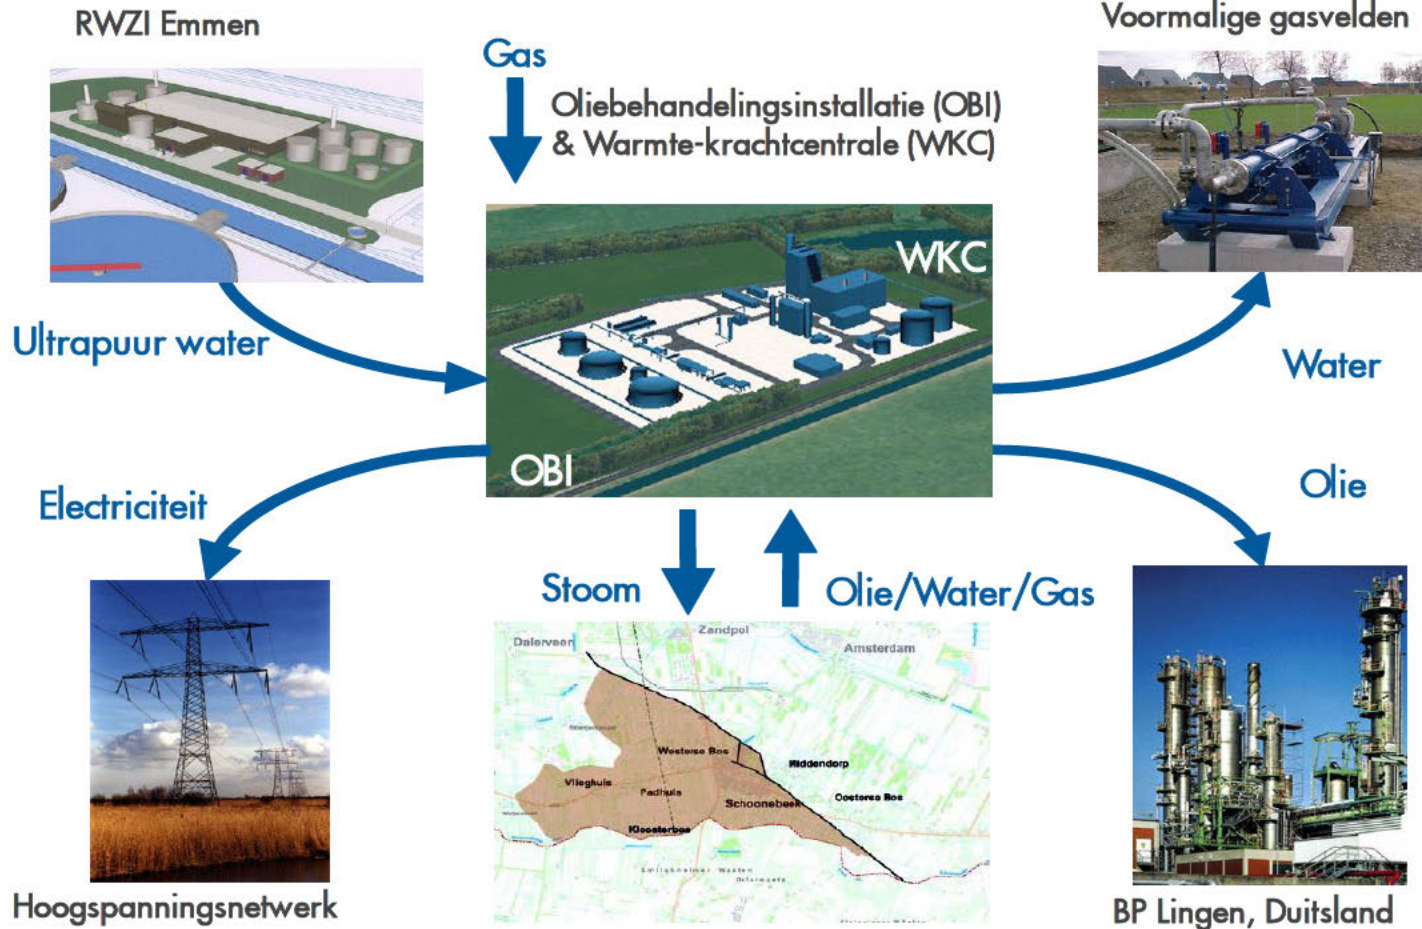 RWZI Emmen
Voormalige gasvelden
Gas
Oliebehandelingsinstallatie (OBI)
& Warmte-krachtcentrale (WKC)
WKC
OBI
Ultrapuur water
Water
Electriciteit
Olie
Stoom
Olie/Water/Gas
Dalerveen
Zandpol
Amsterdam
Westerse Bos
Middendorp
Vlieghuis
Padhuis
Schoonebeek
Oosterse Bos
Kloosterbos
Hoogspanningsnetwerk
BP Lingen, Duitsland